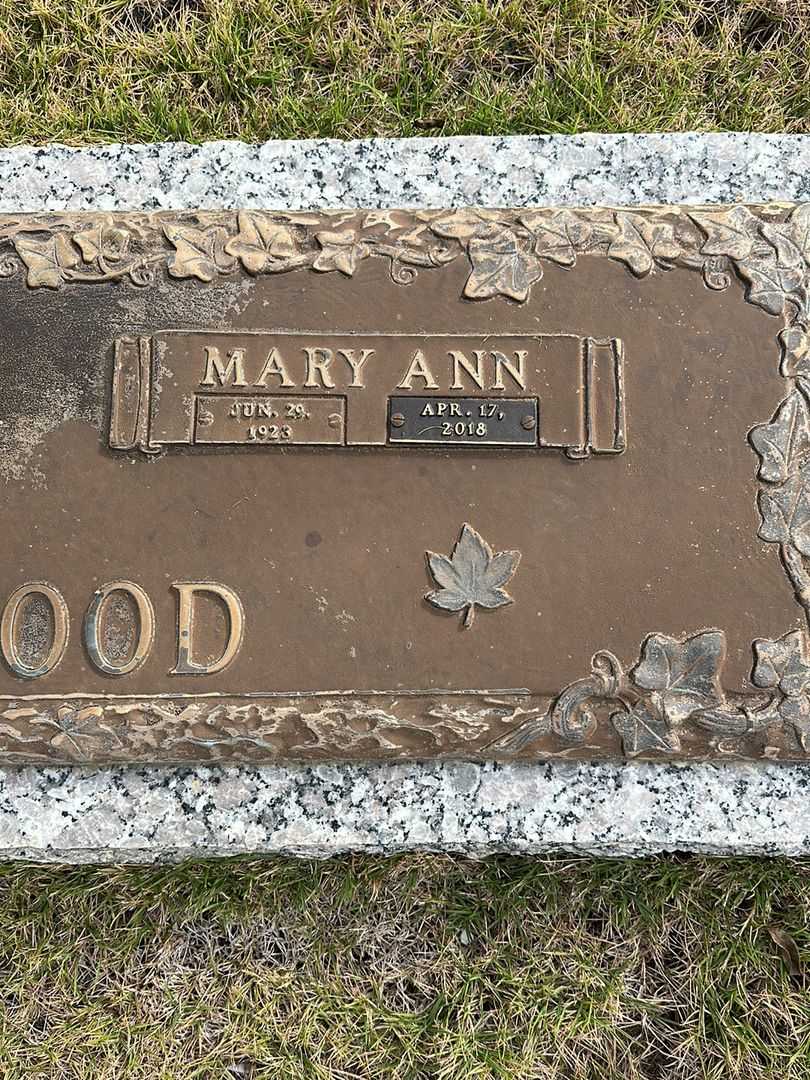 MARY ANN
JUN. 29, 1923
APR. 17, 2018
OOD